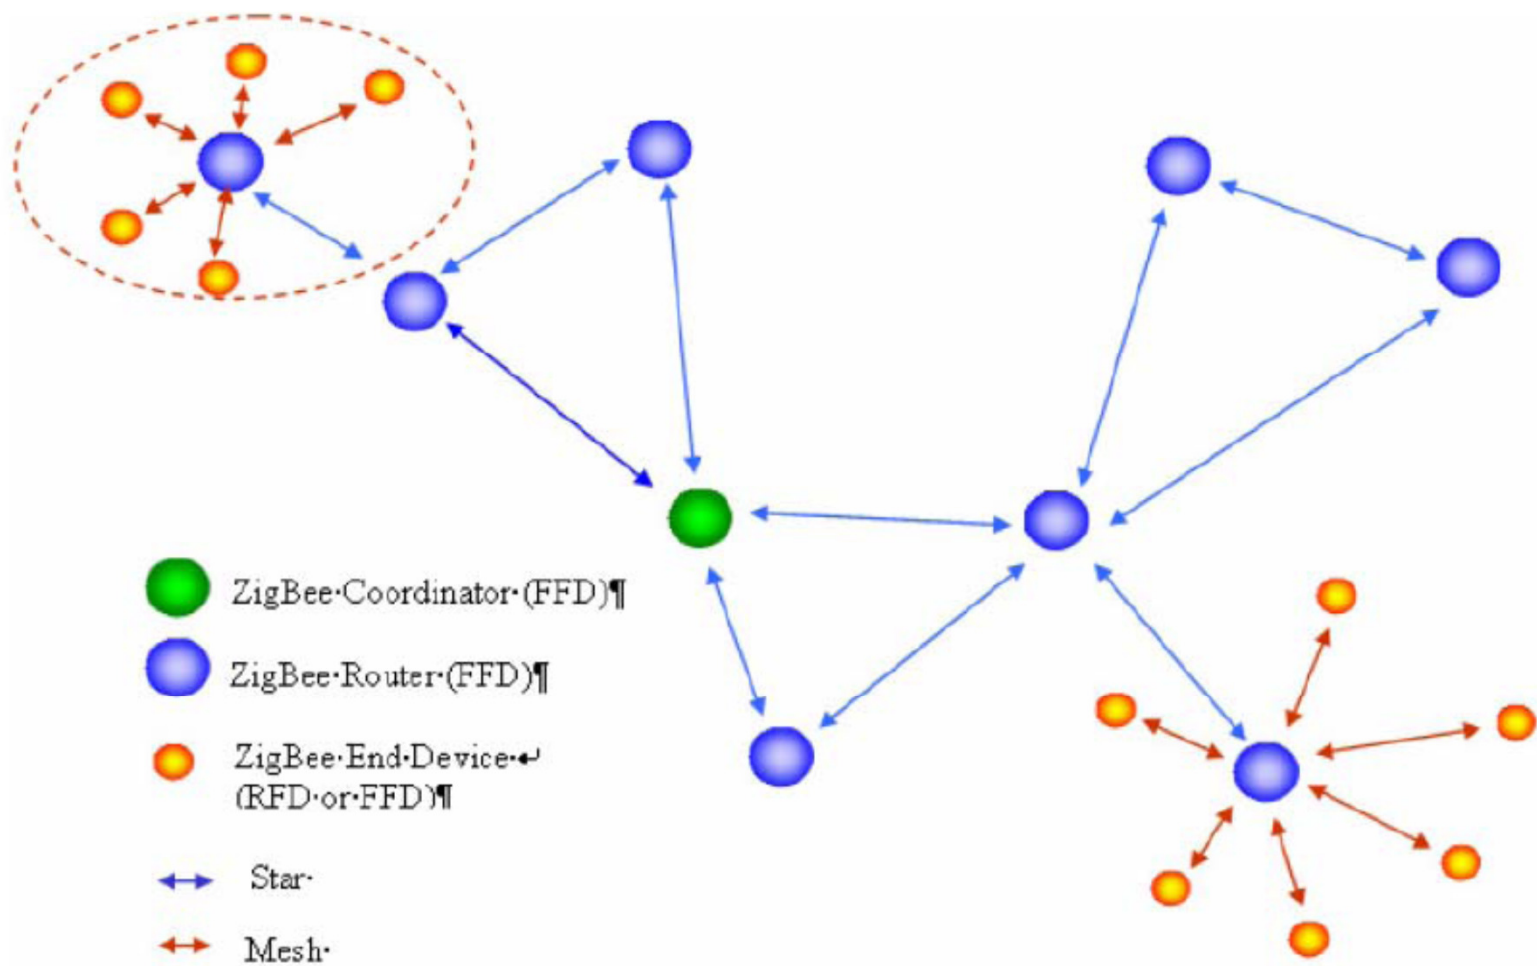 ZigBee·Coordinator·(FFD)¶
ZigBee·Router·(FFD)¶
ZigBee·End·Device·↵
(RFD·or·FFD)¶
Star·
Mesh·